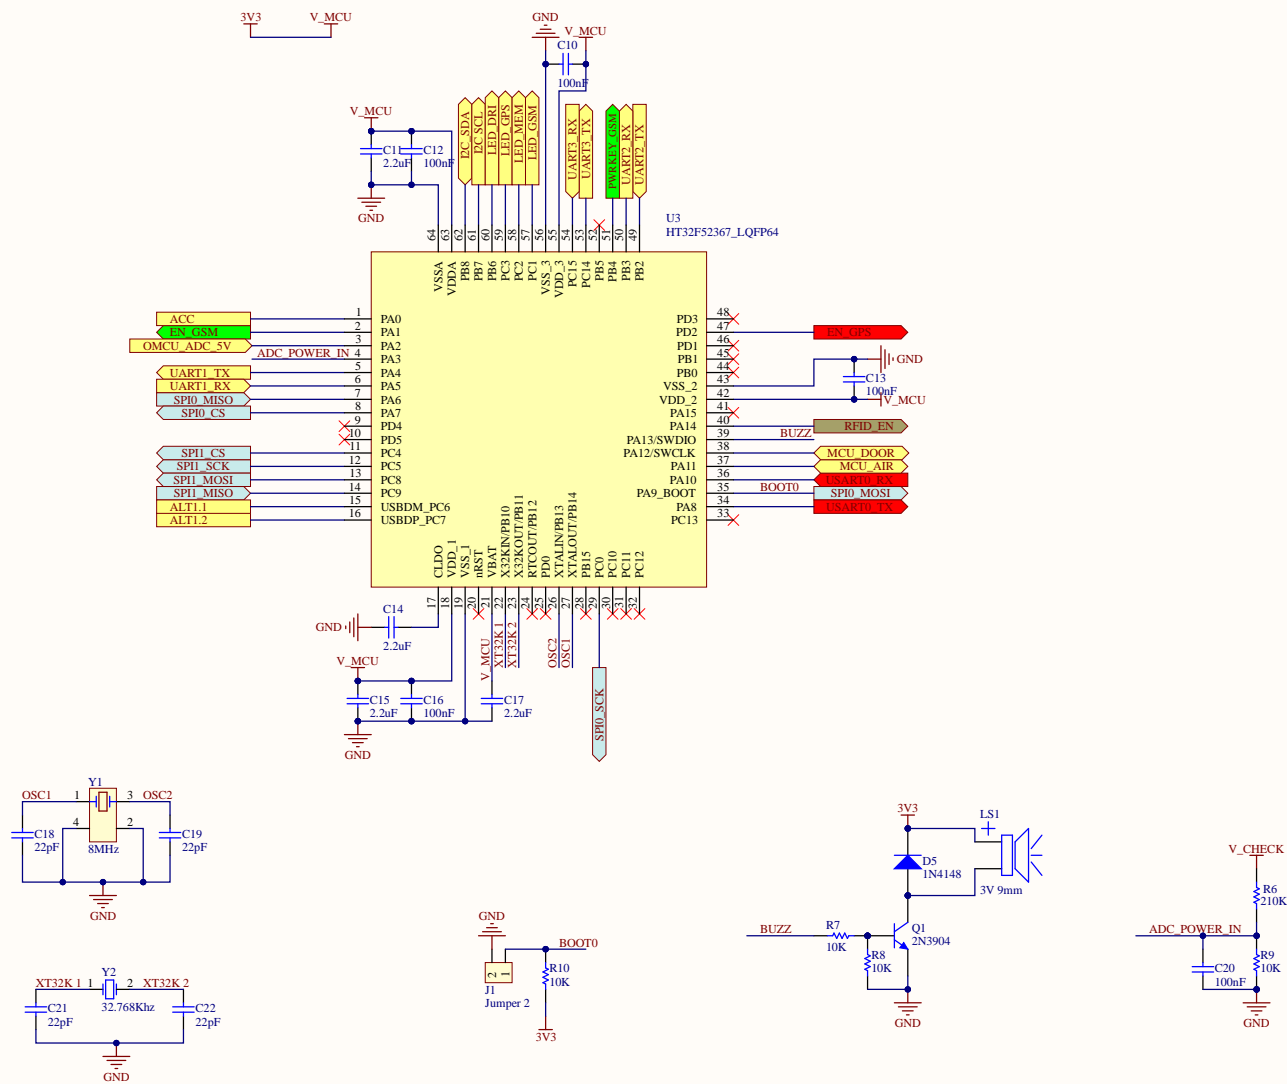 3V3
V_MCU
GND
V_MCU
C10
100nF
V_MCU
C11
2.2uF
C12
100nF
GND
I2C_SDA
I2C SCL
LED_DRI
LED_GPS
LED_MEM
LED_GSM
UART3_RX
UART3_TX
PWRKEY_GSM
UART2_RX
UART2_TX
U3
HT32F52367_LQFP64
64
63
62
61
60
59
58
57
56
55
54
53
52
51
50
49
VSSA
VDDA
PB8
PB7
PB6
PC3
PC2
PC1
VSS_3
VDD_3
PC15
PC14
PB5
PB4
PB3
PB2
ACC 1 PA0
EN_GSM 2 PA1
OMCU_ADC_5V 3 PA2
ADC_POWER_IN 4 PA3
UART1_TX 5 PA4
UART1_RX 6 PA5
SPI0_MISO 7 PA6
SPI0_CS 8 PA7
9 PD4
10 PD5
SPI1_CS 11 PC4
SPI1_SCK 12 PC5
SPI1_MOSI 13 PC8
SPI1_MISO 14 PC9
ALT1.1 15 USBDM_PC6
ALT1.2 16 USBDP_PC7
PD3 48
PD2 47 EN_GPS
PD1 46
PB1 45
PB0 44
VSS_2 43
VDD_2 42
PA15 41
PA14 40 RFID_EN
PA13/SWDIO 39 BUZZ
PA12/SWCLK 38 MCU_DOOR
PA11 37 MCU_AIR
PA10 36 USART0_RX
PA9_BOOT 35 BOOT0 SPI0_MOSI
PA8 34 USART0_TX
PC13 33
GND
C13
100nF
V_MCU
CLDO
VDD_1
VSS_1
nRST
VBAT
X32KIN/PB10
X32KOUT/PB11
RTCOUT/PB12
PD0
XTALIN/PB13
XTALOUT/PB14
PB15
PC0
PC10
PC11
PC12
17
18
19
20
21
22
23
24
25
26
27
28
29
30
31
32
GND
C14
2.2uF
V_MCU
XT32K 1
XT32K 2
OSC2
OSC1
SPI0_SCK
V_MCU
C15
2.2uF
C16
100nF
C17
2.2uF
GND
Y1
OSC1 1 3 OSC2
4 2
C18
22pF
8MHz
C19
22pF
GND
Y2
XT32K 1 1 2 XT32K 2
C21
22pF
32.768Khz
C22
22pF
GND
GND
BOOT0
2 1
J1
Jumper 2
R10
10K
3V3
3V3
LS1
+
D5
1N4148
3V 9mm
BUZZ
R7
10K
R8
10K
Q1
2N3904
GND
V_CHECK
R6
210K
ADC_POWER_IN
R9
10K
C20
100nF
GND